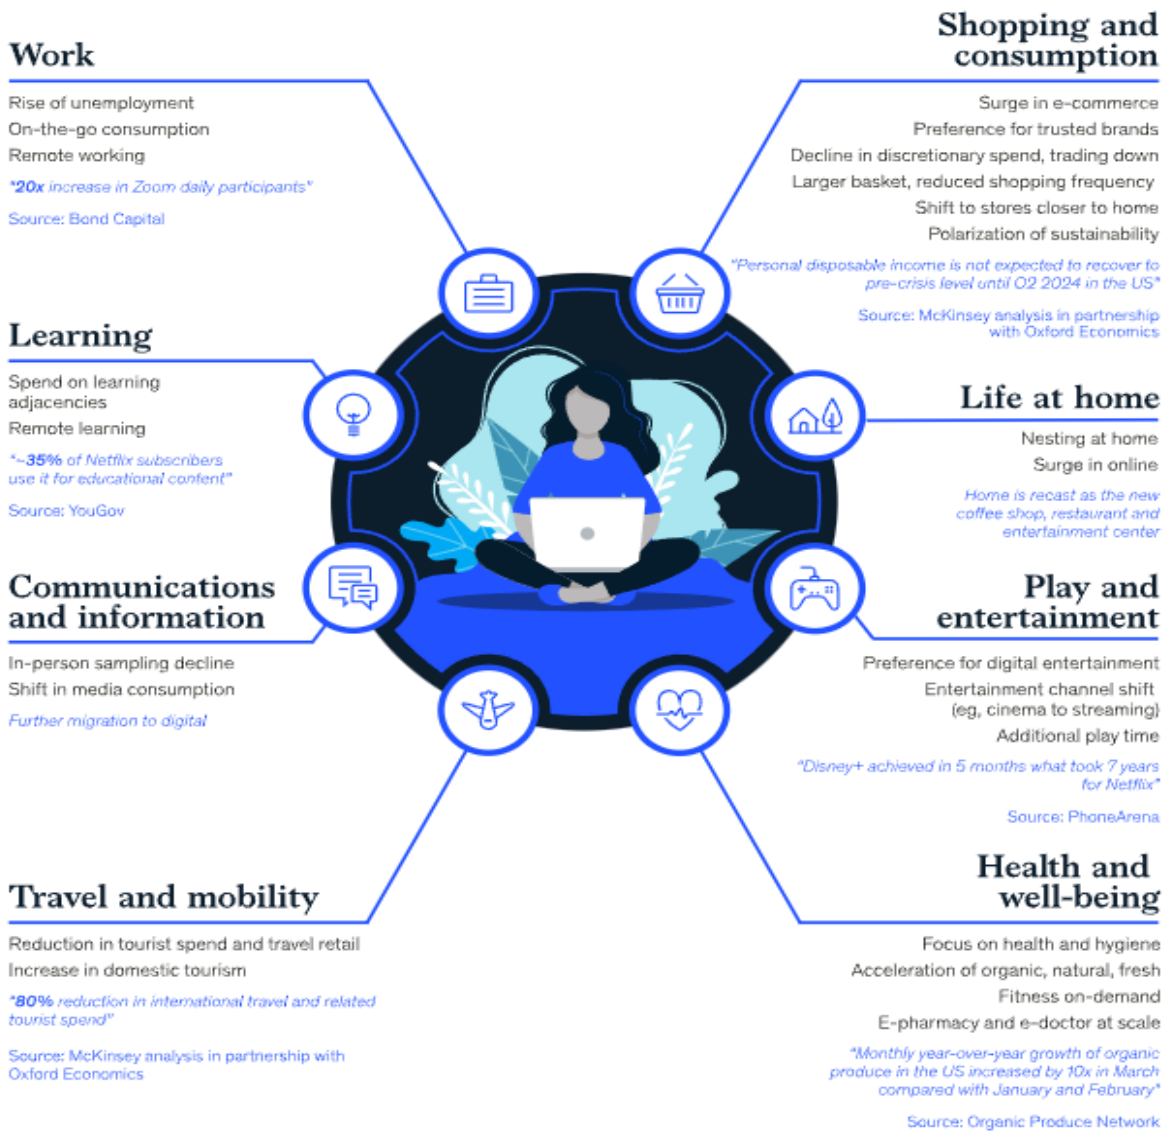 Work
Rise of unemployment
On-the-go consumption
Remote working
"20x increase in Zoom daily participants"
Source: Bond Capital
Learning
Spend on learning
adjacencies
Remote learning
"~35% of Netflix subscribers
use it for educational content"
Source: YouGov
Communications
and information
In-person sampling decline
Shift in media consumption
Further migration to digital
Travel and mobility
Reduction in tourist spend and travel retail
Increase in domestic tourism
"80% reduction in international travel and related
tourist spend"
Source: McKinsey analysis in partnership with
Oxford Economics
Shopping and
consumption
Surge in e-commerce
Preference for trusted brands
Decline in discretionary spend, trading down
Larger basket, reduced shopping frequency
Shift to stores closer to home
Polarization of sustainability
"Personal disposable income is not expected to recover to
pre-crisis level until Q2 2024 in the US"
Source: McKinsey analysis in partnership
with Oxford Economics
Life at home
Nesting at home
Surge in online
Home is recast as the new
coffee shop, restaurant and
entertainment center
Play and
entertainment
Preference for digital entertainment
Entertainment channel shift
(eg, cinema to streaming)
Additional play time
"Disney+ achieved in 5 months what took 7 years
for Netflix"
Source: PhoneArena
Health and
well-being
Focus on health and hygiene
Acceleration of organic, natural, fresh
Fitness on-demand
E-pharmacy and e-doctor at scale
"Monthly year-over-year growth of organic
produce in the US increased by 10x in March
compared with January and February"
Source: Organic Produce Network